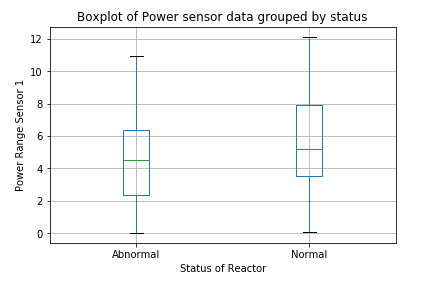 Boxplot of Power sensor data grouped by status
Power Range Sensor 1
12
10
8
6
4
2
0
Abnormal
Normal
Status of Reactor